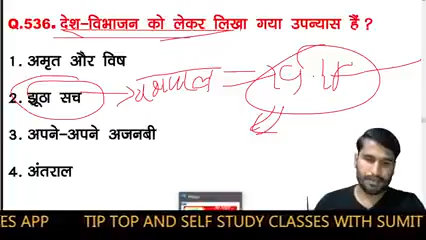 Q.536. देश-विभाजन को लेकर लिखा गया उपन्यास हैं ?
1. अमृत और विष
2. झूठा सच
यशपाल
3. अपने-अपने अजनबी
4. अंतराल
ES APP TIP TOP AND SELF STUDY CLASSES WITH SUMIT